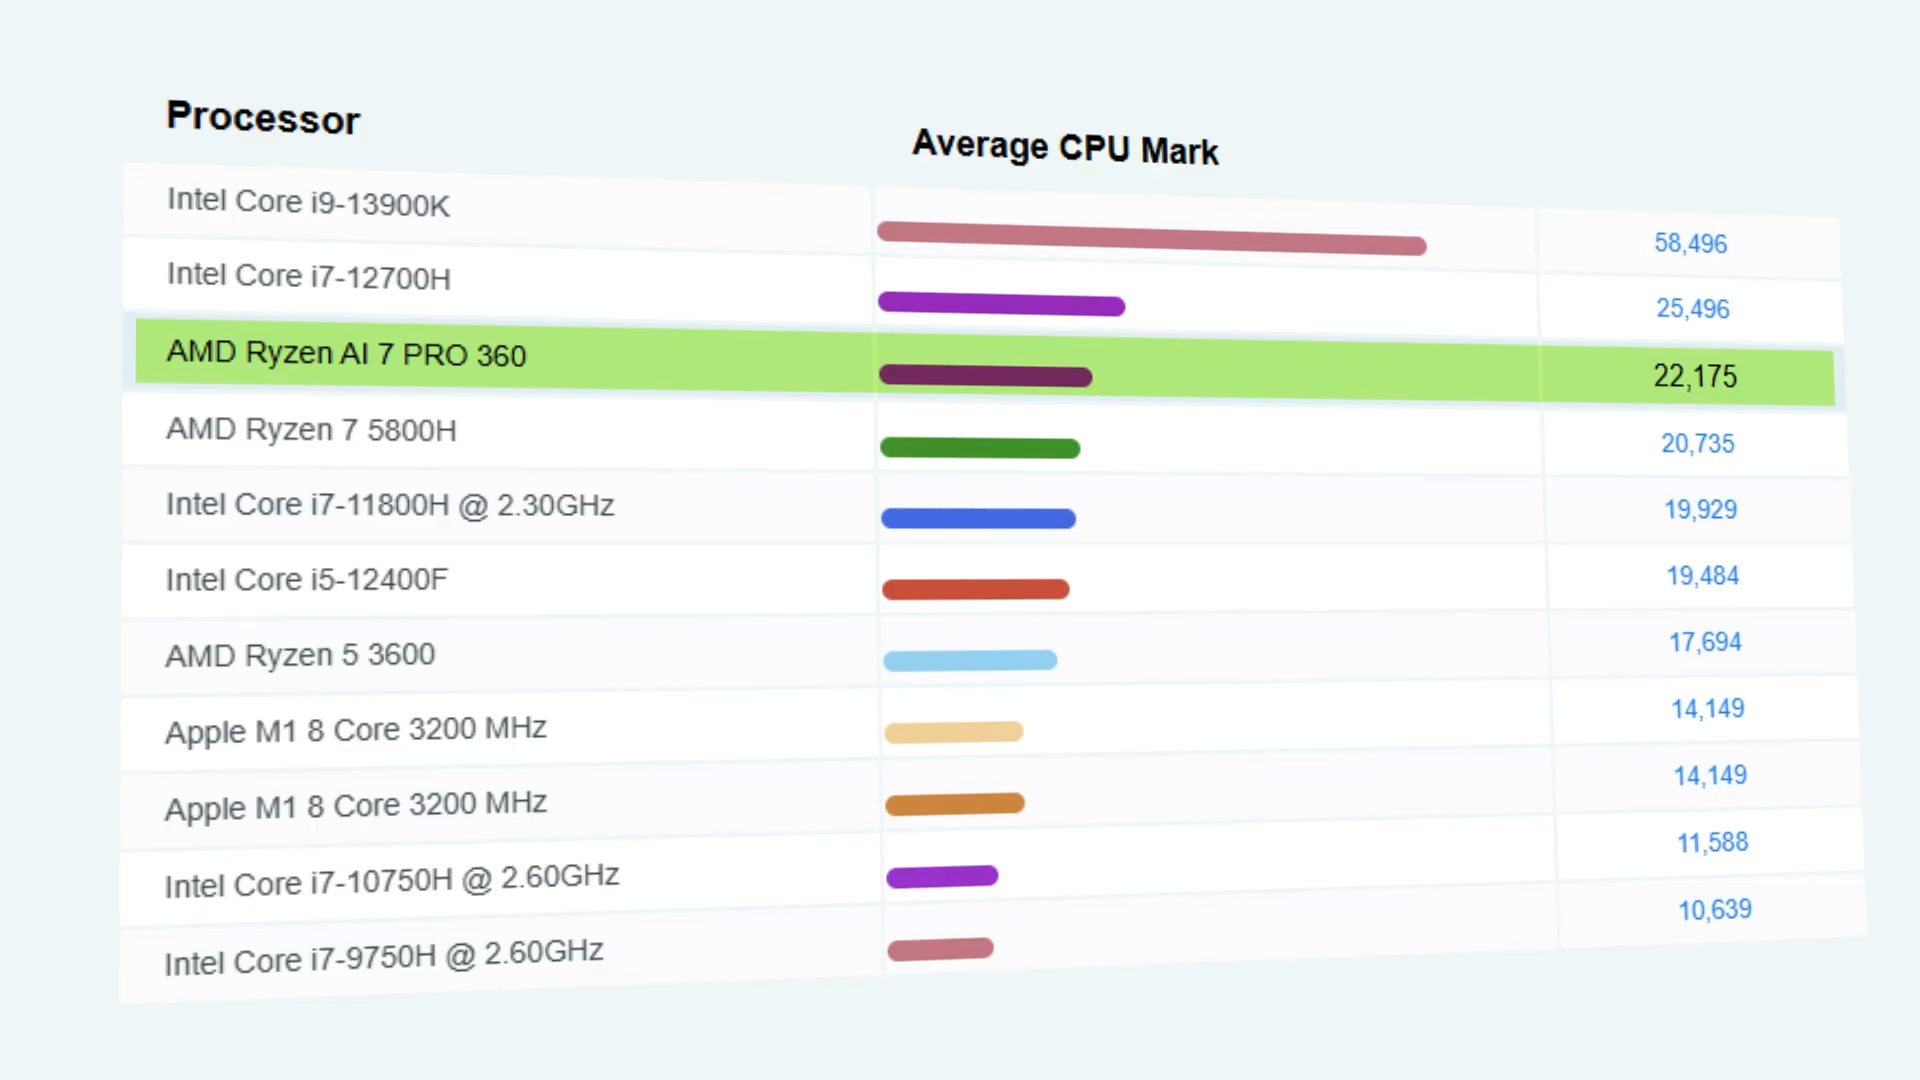 Processor
Average CPU Mark
Intel Core i9-13900K 58,496
Intel Core i7-12700H 25,496
AMD Ryzen AI 7 PRO 360 22,175
AMD Ryzen 7 5800H 20,735
Intel Core i7-11800H @ 2.30GHz 19,929
Intel Core i5-12400F 19,484
AMD Ryzen 5 3600 17,694
Apple M1 8 Core 3200 MHz 14,149
Apple M1 8 Core 3200 MHz 14,149
Intel Core i7-10750H @ 2.60GHz 11,588
Intel Core i7-9750H @ 2.60GHz 10,639